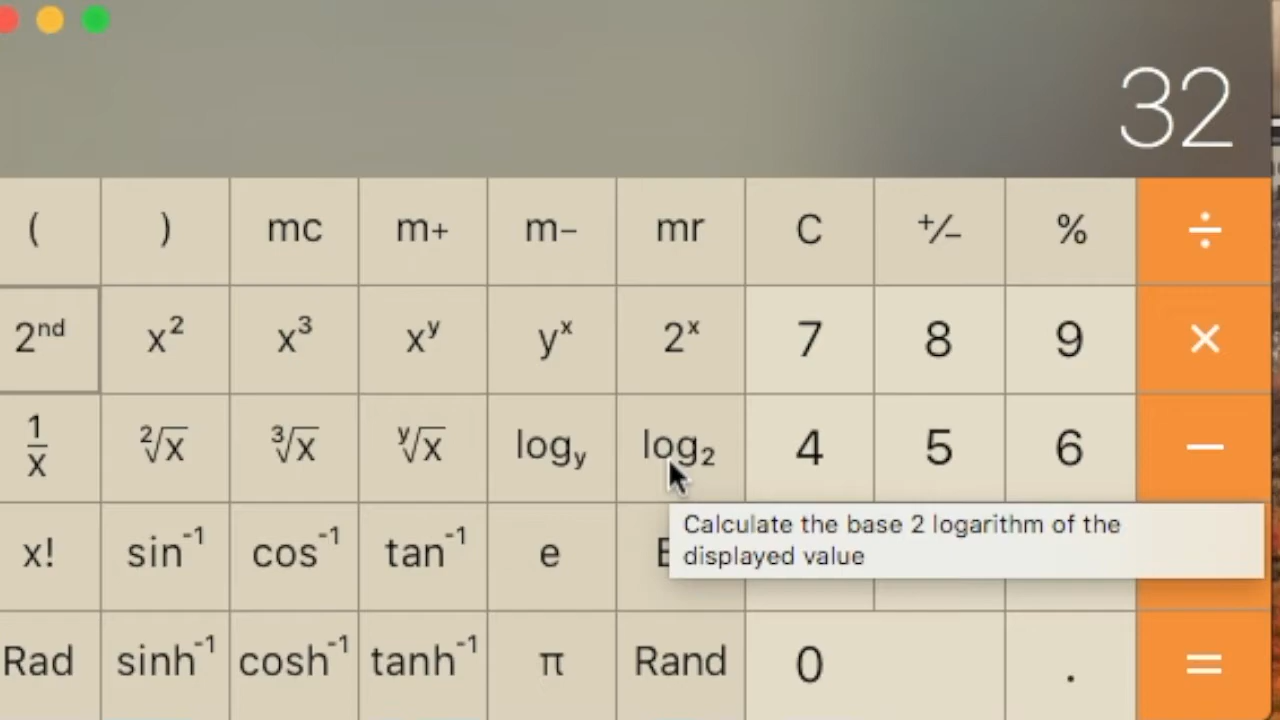 32
( ) mc m+ m− mr C +/− % ÷
2nd x² x³ xʸ yˣ 2ˣ 7 8 9 ×
1/x ²√x ³√x ʸ√x logᵧ log₂ 4 5 6 −
x! sin⁻¹ cos⁻¹ tan⁻¹ e
Calculate the base 2 logarithm of the
displayed value
Rad sinh⁻¹ cosh⁻¹ tanh⁻¹ π Rand 0 . =